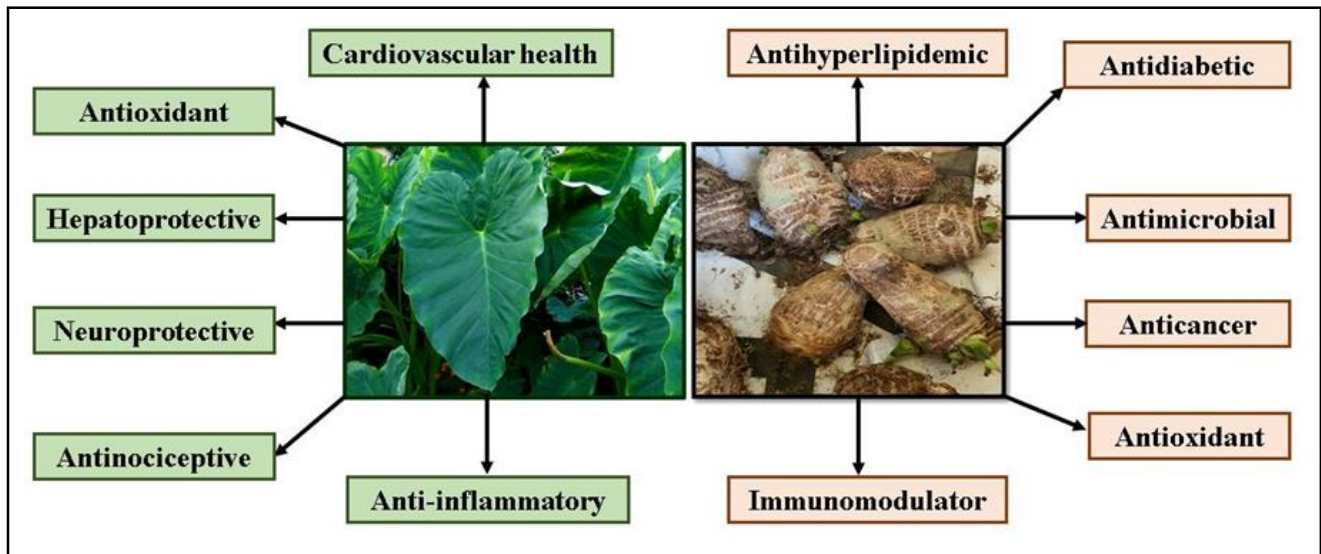 Cardiovascular health
Antihyperlipidemic
Antidiabetic
Antioxidant
Hepatoprotective
Antimicrobial
Neuroprotective
Anticancer
Antinociceptive
Antioxidant
Anti-inflammatory
Immunomodulator